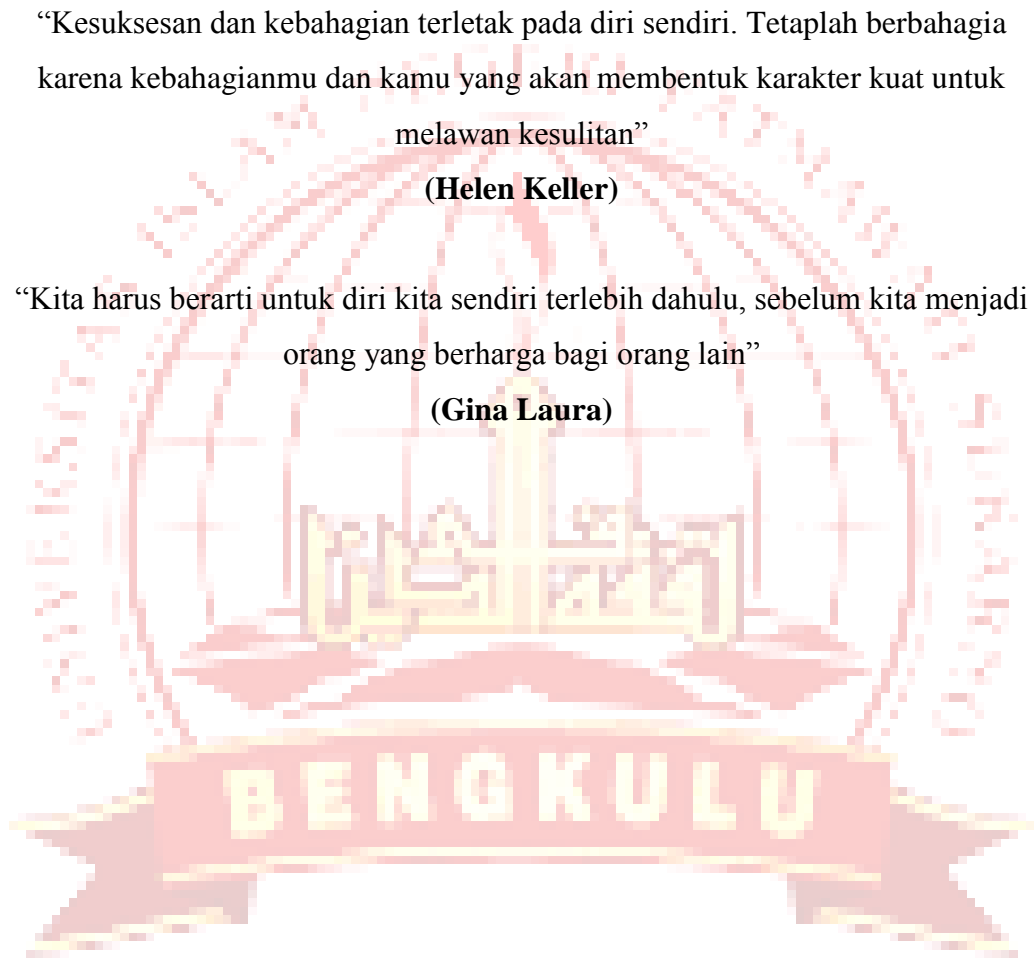 “Kesuksesan dan kebahagian terletak pada diri sendiri. Tetaplah berbahagia
karena kebahagianmu dan kamu yang akan membentuk karakter kuat untuk
melawan kesulitan”
(Helen Keller)
“Kita harus berarti untuk diri kita sendiri terlebih dahulu, sebelum kita menjadi
orang yang berharga bagi orang lain”
(Gina Laura)
BENGKULU